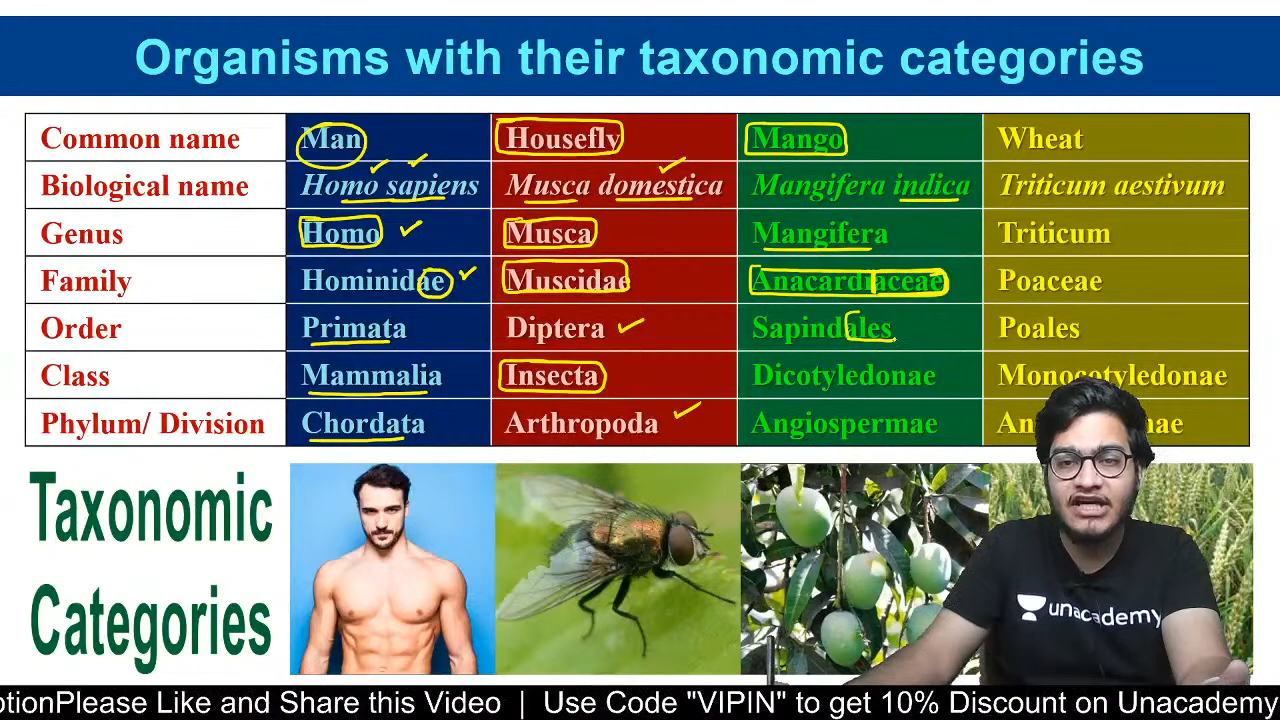 Organisms with their taxonomic categories
Common name Man Housefly Mango Wheat
Biological name Homo sapiens Musca domestica Mangifera indica Triticum aestivum
Genus Homo Musca Mangifera Triticum
Family Hominidae Muscidae Anacardiaceae Poaceae
Order Primata Diptera Sapindales Poales
Class Mammalia Insecta Dicotyledonae Monocotyledonae
Phylum/ Division Chordata Arthropoda Angiospermae
Taxonomic
Categories
unacademy
Please Like and Share this Video | Use Code "VIPIN" to get 10% Discount on Unacademy